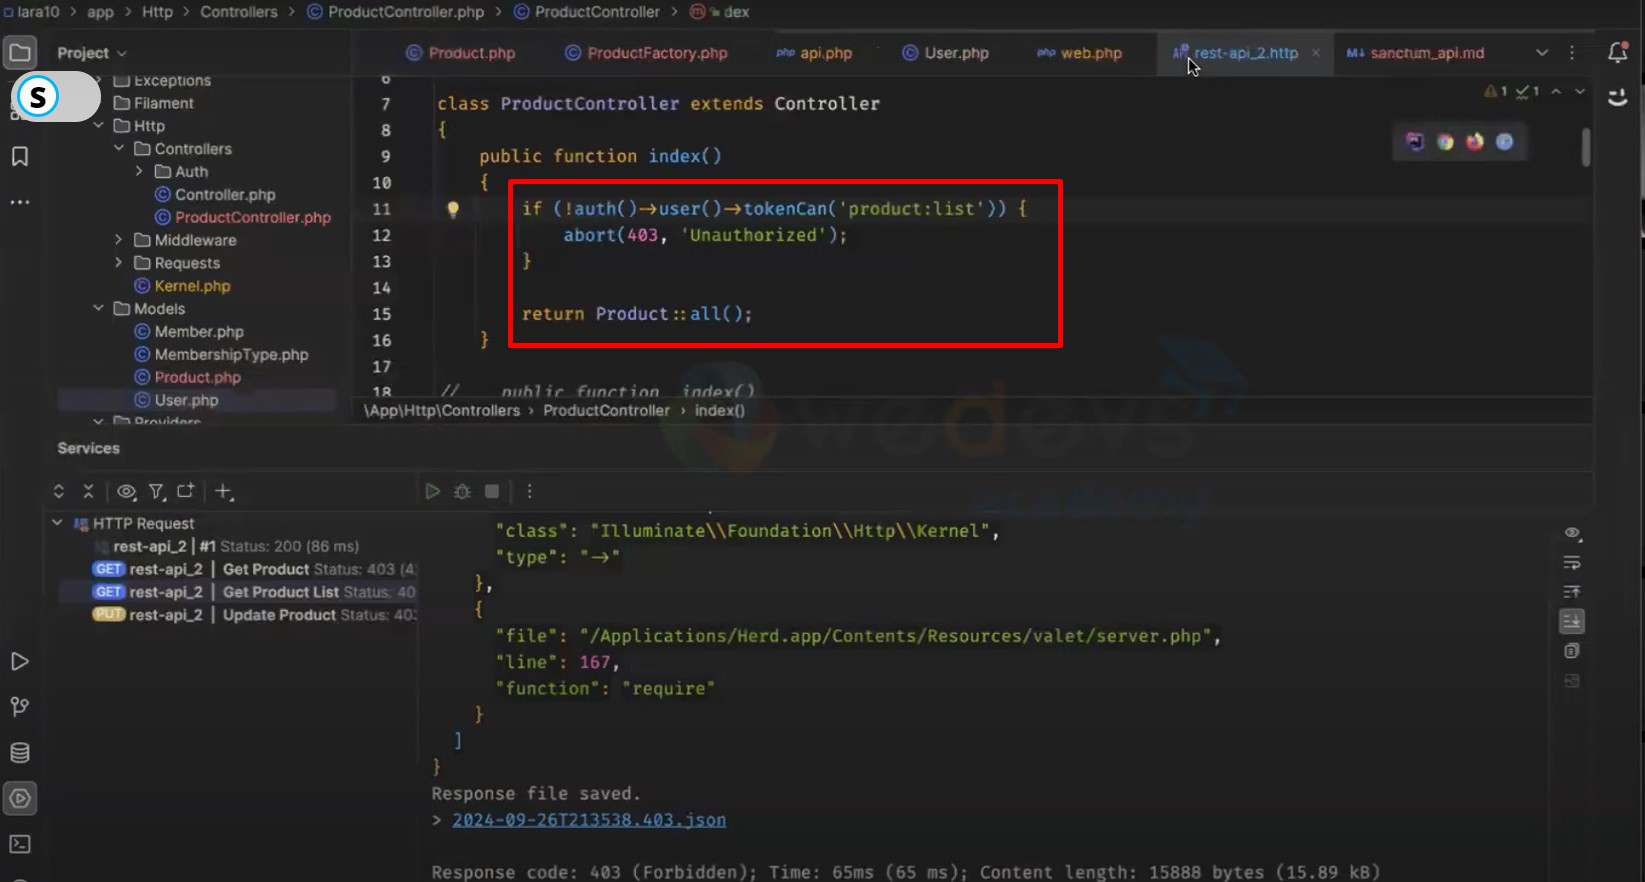 lara10 > app > Http > Controllers > ProductController.php > ProductController > dex
Project
Product.php ProductFactory.php php api.php User.php php web.php rest-api_2.http × M↓ sanctum_api.md
S
Exceptions
Filament
Http
Controllers
Auth
Controller.php
ProductController.php
Middleware
Requests
Kernel.php
Models
Member.php
MembershipType.php
Product.php
User.php
Providers
1 1
6
7 class ProductController extends Controller
8 {
9 public function index()
10 {
11 if (!auth()→user()→tokenCan('product:list')) {
12 abort(403, 'Unauthorized');
13 }
14
15 return Product::all();
16 }
17
18 // public function index()
\App\Http\Controllers > ProductController > index()
wedevs
academy
Services
HTTP Request
rest-api_2 | #1 Status: 200 (86 ms)
GET rest-api_2 | Get Product Status: 403
GET rest-api_2 | Get Product List Status: 40
PUT rest-api_2 | Update Product Status: 403
"class": "Illuminate\\Foundation\\Http\\Kernel",
"type": "→"
},
{
"file": "/Applications/Herd.app/Contents/Resources/valet/server.php",
"line": 167,
"function": "require"
}
]
}
Response file saved.
> 2024-09-26T213538.403.json
Response code: 403 (Forbidden); Time: 65ms (65 ms); Content length: 15888 bytes (15.89 kB)